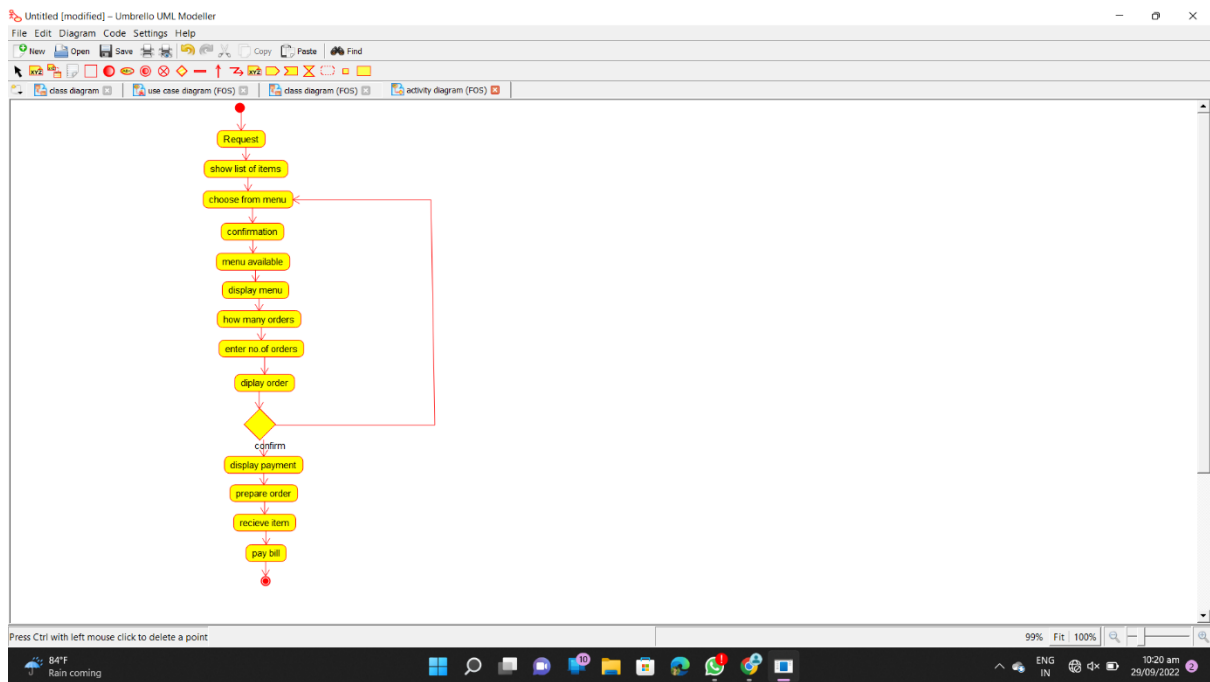 Untitled [modified] – Umbrello UML Modeller
File Edit Diagram Code Settings Help
New Open Save Copy Paste Find
class diagram use case diagram (FOS) class diagram (FOS) activity diagram (FOS)
Request
show list of items
choose from menu
confirmation
menu available
display menu
how many orders
enter no.of orders
diplay order
confirm
display payment
prepare order
recieve item
pay bill
Press Ctrl with left mouse click to delete a point
99% Fit 100%
84°F
Rain coming
10
ENG
IN
10:20 am
29/09/2022
2